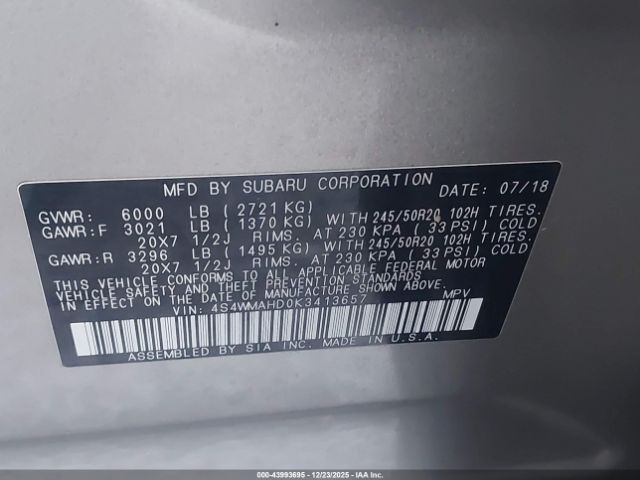 MFD BY SUBARU CORPORATION DATE: 07/18
GVWR: 6000 LB (2721 KG)
GAWR:F 3021 LB (1370 KG) WITH 245/50R20 102H TIRES.
20X7 1/2J RIMS. AT 230 KPA (33 PSI) COLD
GAWR:R 3296 LB (1495 KG) WITH 245/50R20 102H TIRES.
20X7 1/2J RIMS. AT 230 KPA (33 PSI) COLD
THIS VEHICLE CONFORMS TO ALL APPLICABLE FEDERAL MOTOR
VEHICLE SAFETY, BUMPER, AND THEFT PREVENTION STANDARDS
IN EFFECT ON THE DATE OF MANUFACTURE SHOWN ABOVE.
VIN: 4S4WMAHD0K3413657 MPV
ASSEMBLED BY SIA INC. MADE IN U.S.A.
000-43993695 - 12/23/2025 - IAAI.COM